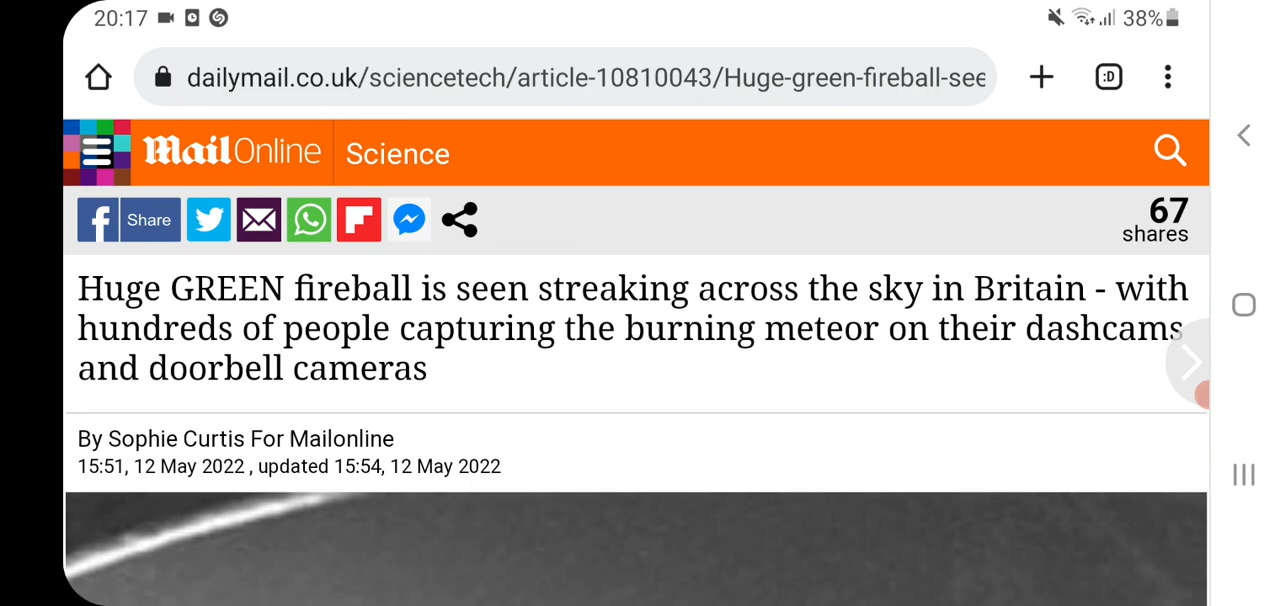 20:17 38%
dailymail.co.uk/sciencetech/article-10810043/Huge-green-fireball-see
:D
Mail Online Science
f Share
67
shares
Huge GREEN fireball is seen streaking across the sky in Britain - with
hundreds of people capturing the burning meteor on their dashcams
and doorbell cameras
By Sophie Curtis For Mailonline
15:51, 12 May 2022 , updated 15:54, 12 May 2022